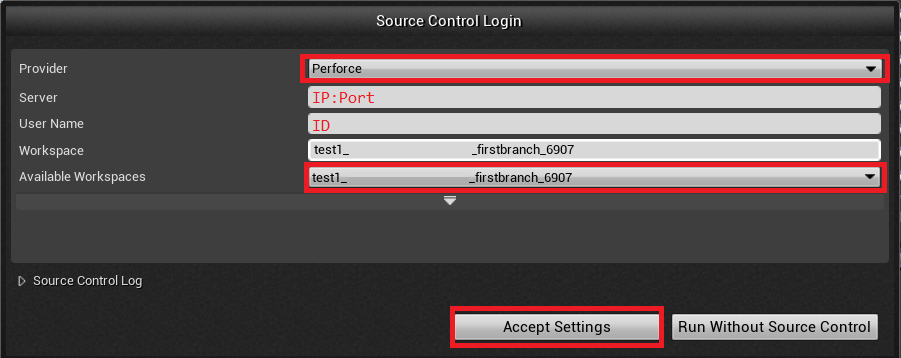 Source Control Login
Provider Perforce
Server IP:Port
User Name ID
Workspace test1_ _firstbranch_6907
Available Workspaces test1_ _firstbranch_6907
Source Control Log
Accept Settings Run Without Source Control